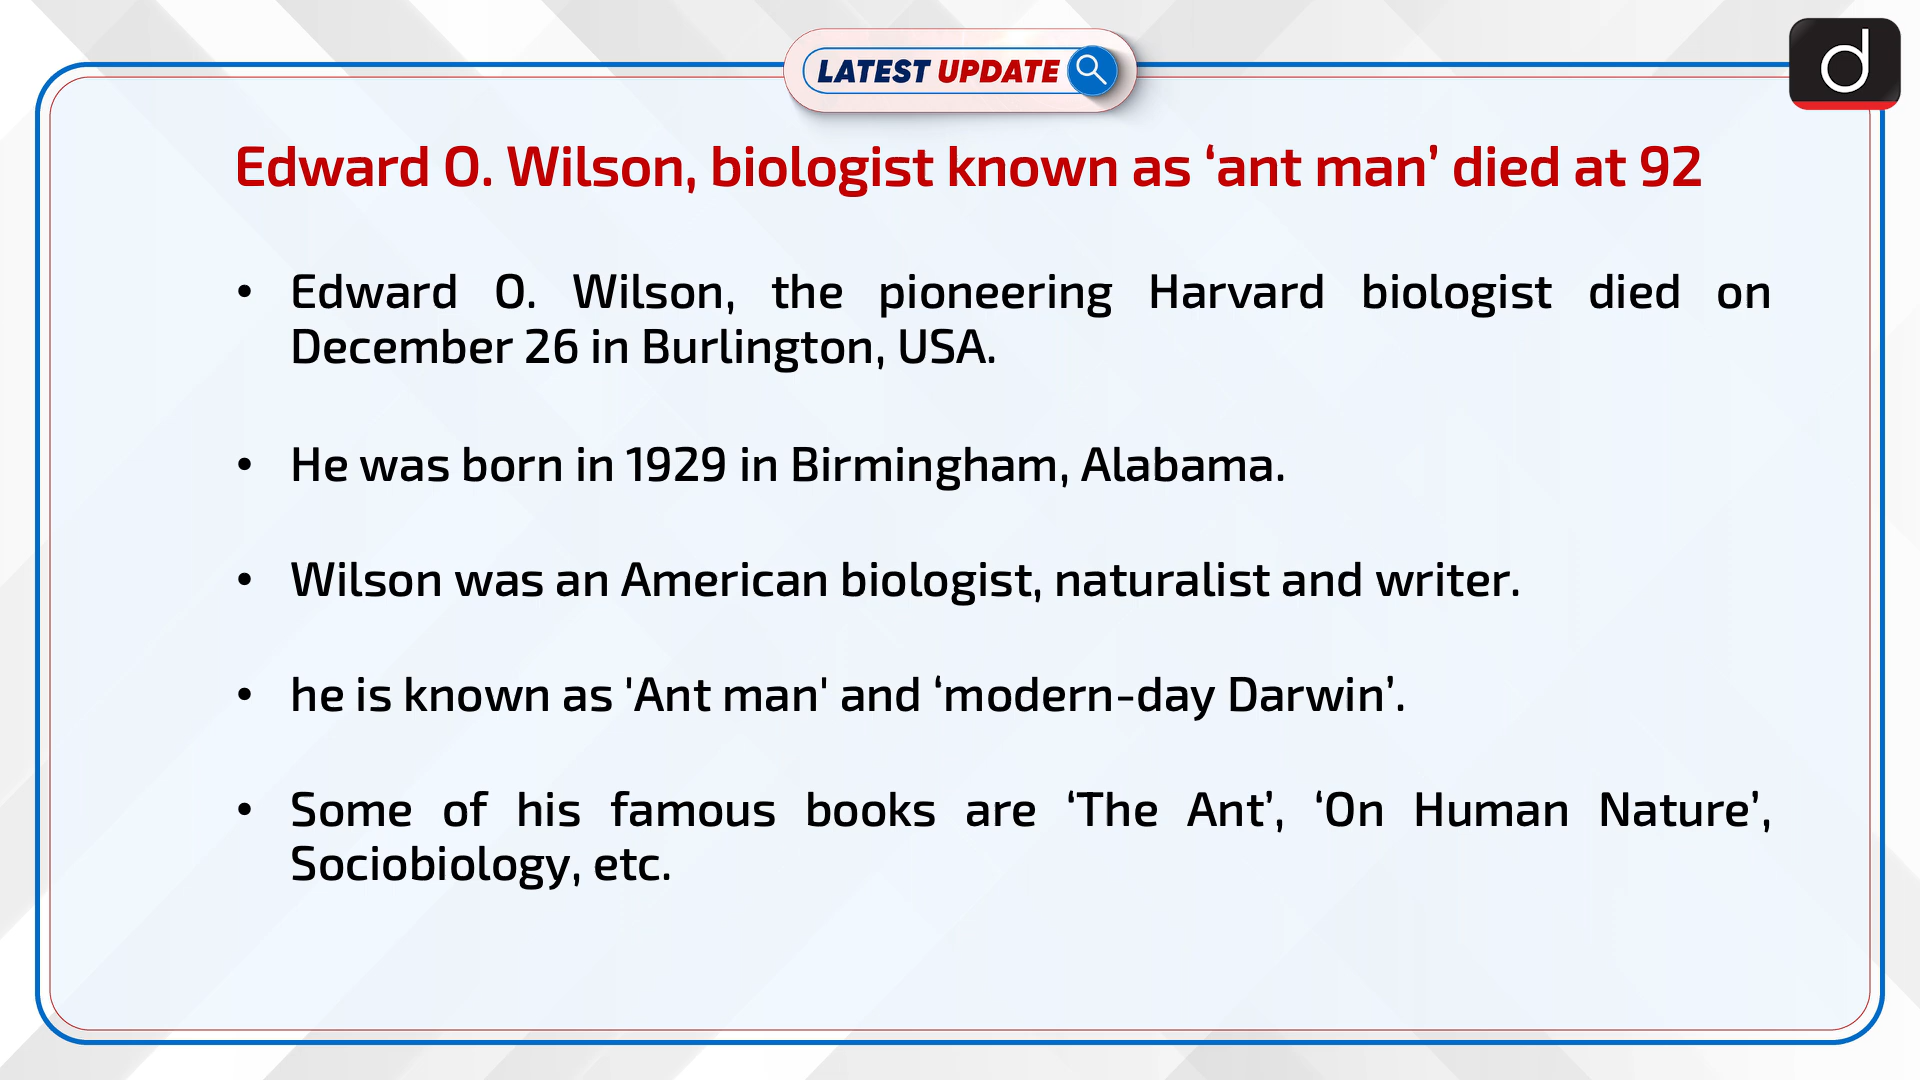 LATEST UPDATE
d
Edward O. Wilson, biologist known as ‘ant man’ died at 92
• Edward O. Wilson, the pioneering Harvard biologist died on
December 26 in Burlington, USA.
• He was born in 1929 in Birmingham, Alabama.
• Wilson was an American biologist, naturalist and writer.
• he is known as 'Ant man' and ‘modern-day Darwin’.
• Some of his famous books are ‘The Ant’, ‘On Human Nature’,
Sociobiology, etc.